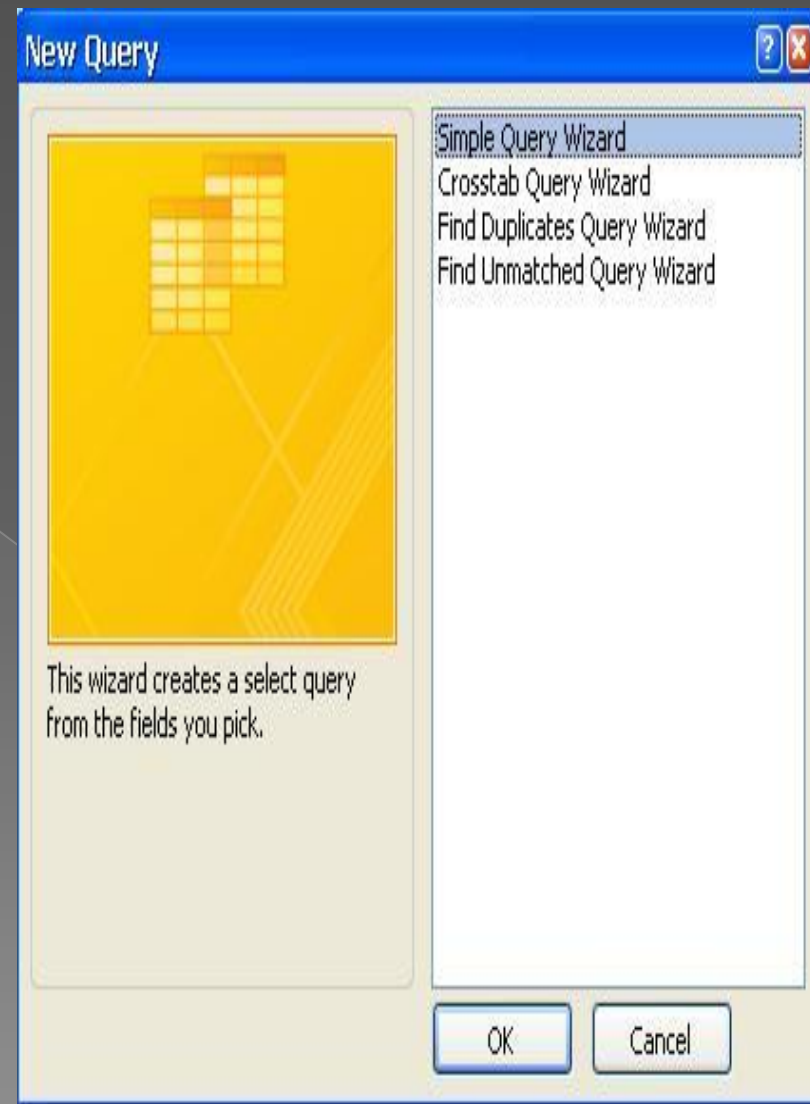 New Query
?
Simple Query Wizard
Crosstab Query Wizard
Find Duplicates Query Wizard
Find Unmatched Query Wizard
This wizard creates a select query
from the fields you pick.
OK
Cancel